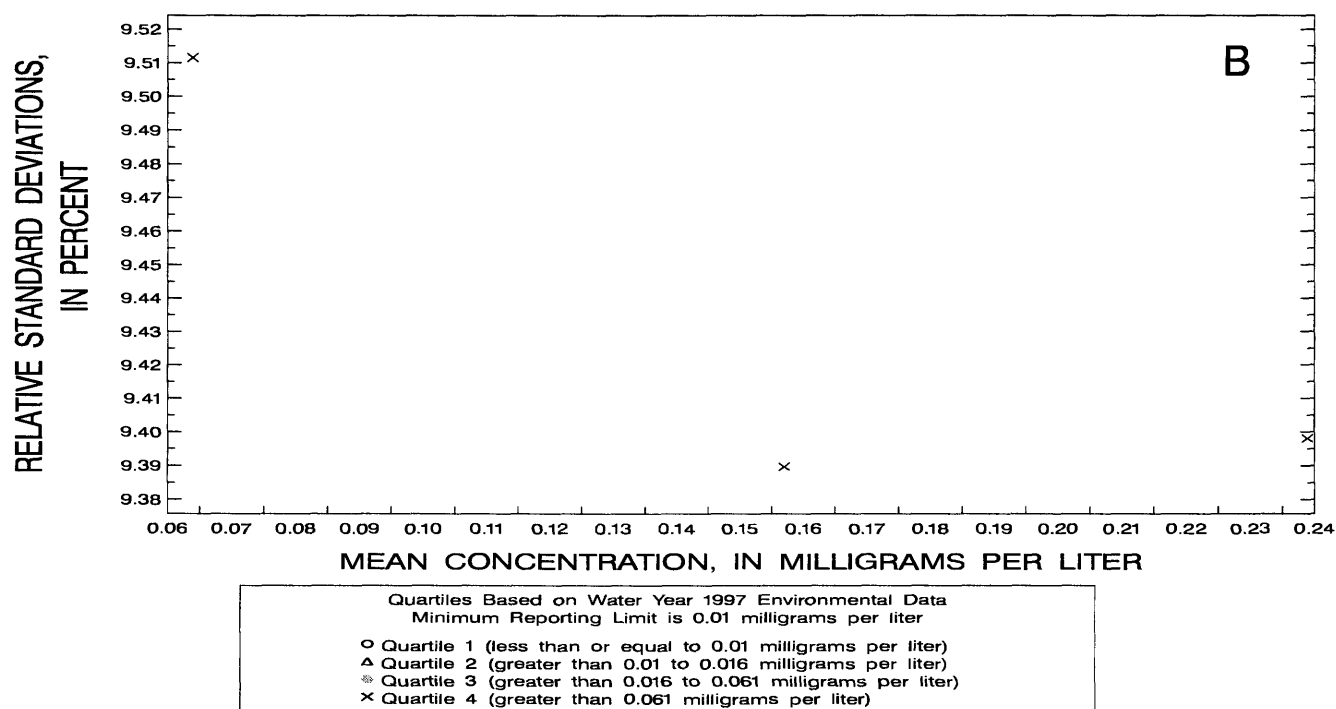 RELATIVE STANDARD DEVIATIONS,
IN PERCENT
B
9.52
9.51
9.50
9.49
9.48
9.47
9.46
9.45
9.44
9.43
9.42
9.41
9.40
9.39
9.38
0.06 0.07 0.08 0.09 0.10 0.11 0.12 0.13 0.14 0.15 0.16 0.17 0.18 0.19 0.20 0.21 0.22 0.23 0.24
MEAN CONCENTRATION, IN MILLIGRAMS PER LITER
Quartiles Based on Water Year 1997 Environmental Data
Minimum Reporting Limit is 0.01 milligrams per liter
Quartile 1 (less than or equal to 0.01 milligrams per liter)
Quartile 2 (greater than 0.01 to 0.016 milligrams per liter)
Quartile 3 (greater than 0.016 to 0.061 milligrams per liter)
Quartile 4 (greater than 0.061 milligrams per liter)